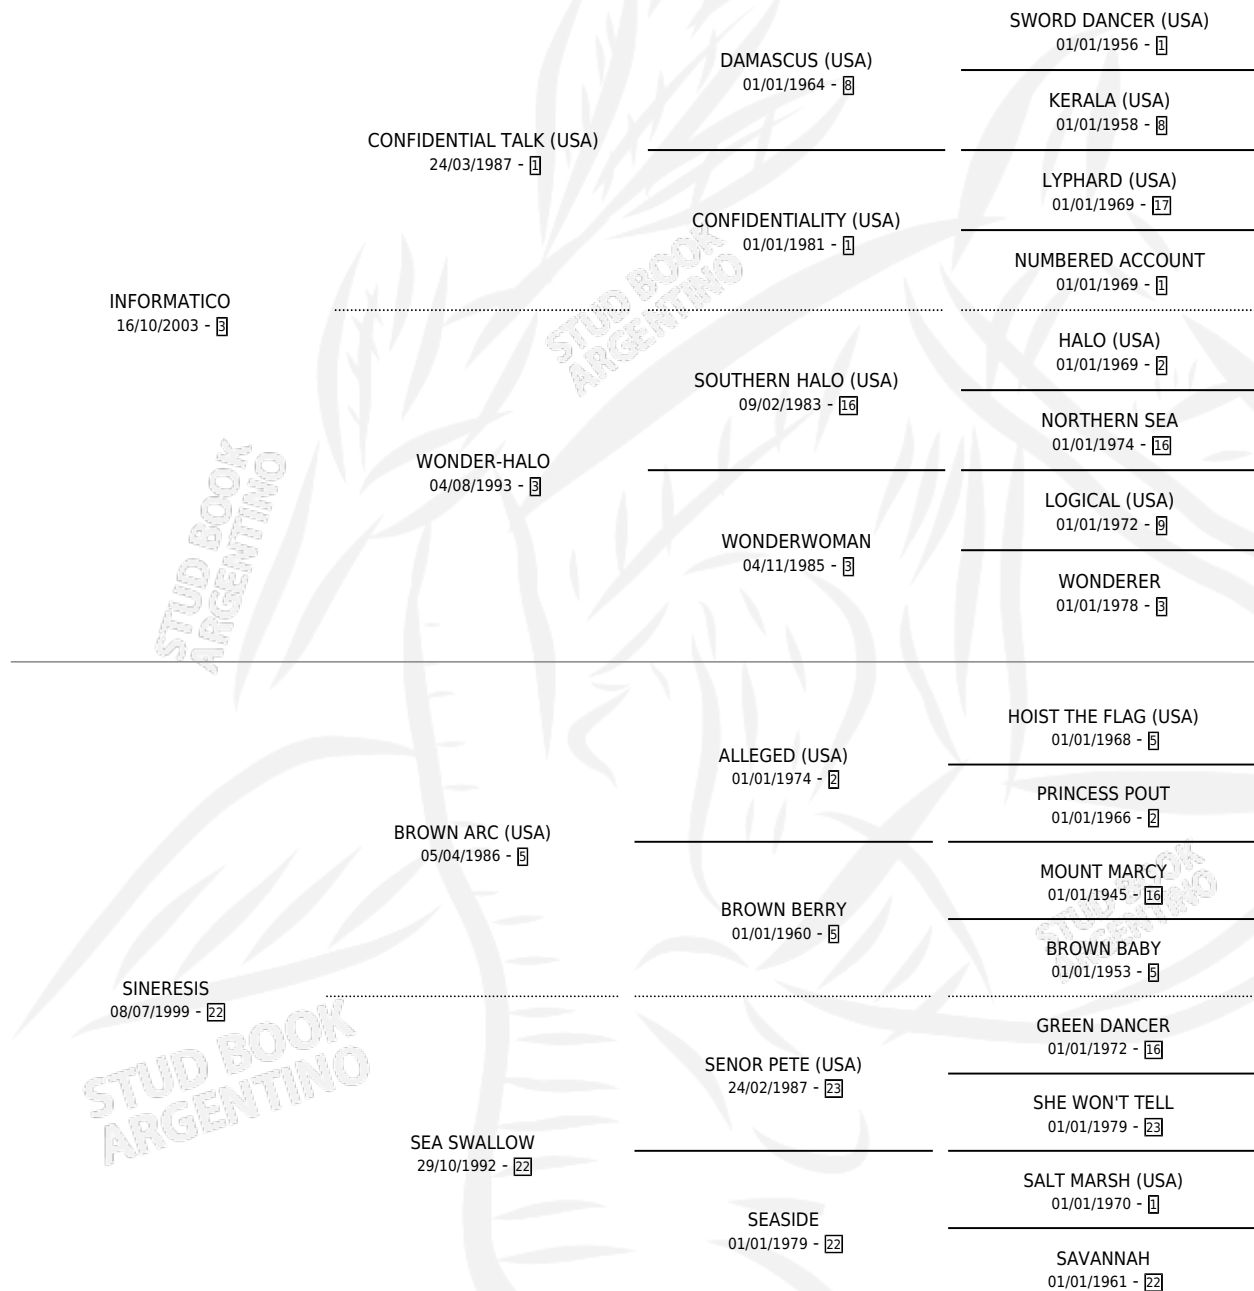 SWORD DANCER (USA)
01/01/1956 - 1
DAMASCUS (USA)
01/01/1964 - 8
KERALA (USA)
01/01/1958 - 8
CONFIDENTIAL TALK (USA)
24/03/1987 - 1
LYPHARD (USA)
01/01/1969 - 17
CONFIDENTIALITY (USA)
01/01/1981 - 1
NUMBERED ACCOUNT
01/01/1969 - 1
INFORMATICO
16/10/2003 - 3
HALO (USA)
01/01/1969 - 2
SOUTHERN HALO (USA)
09/02/1983 - 16
NORTHERN SEA
01/01/1974 - 16
WONDER-HALO
04/08/1993 - 3
LOGICAL (USA)
01/01/1972 - 9
WONDERWOMAN
04/11/1985 - 3
WONDERER
01/01/1978 - 3
HOIST THE FLAG (USA)
01/01/1968 - 5
ALLEGED (USA)
01/01/1974 - 2
PRINCESS POUT
01/01/1966 - 2
BROWN ARC (USA)
05/04/1986 - 5
MOUNT MARCY
01/01/1945 - 16
BROWN BERRY
01/01/1960 - 5
BROWN BABY
01/01/1953 - 5
SINERESIS
08/07/1999 - 22
GREEN DANCER
01/01/1972 - 16
SENOR PETE (USA)
24/02/1987 - 23
SHE WON'T TELL
01/01/1979 - 23
SEA SWALLOW
29/10/1992 - 22
SALT MARSH (USA)
01/01/1970 - 1
SEASIDE
01/01/1979 - 22
SAVANNAH
01/01/1961 - 22
STUD BOOK
ARGENTINO
STUD BOOK
ARGENTINO
STUD BOOK
ARGENTINO
STUD BOOK
ARGENTINO